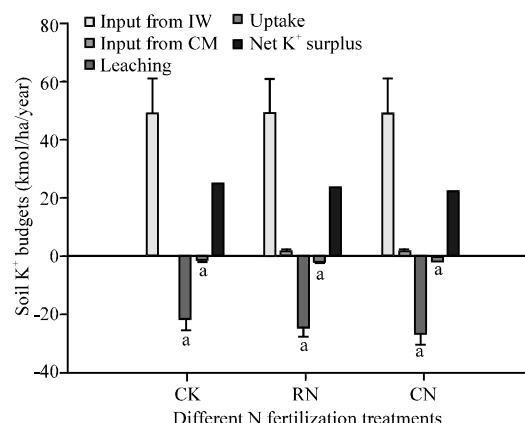 80
60
40
20
0
-20
-40
Soil K⁺ budgets (kmol/ha/year)
Input from IW
Uptake
Input from CM
Net K⁺ surplus
Leaching
a
a
a
a
a
a
CK
RN
CN
Different N fertilization treatments